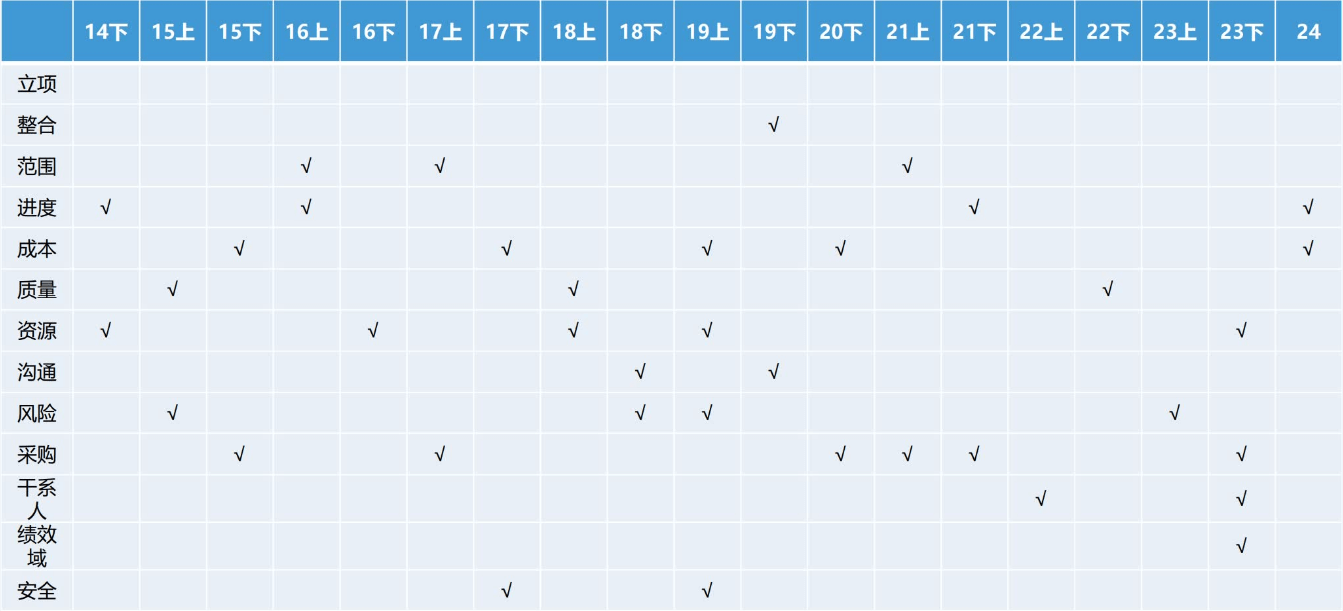 14下 15上 15下 16上 16下 17上 17下 18上 18下 19上 19下 20下 21上 21下 22上 22下 23上 23下 24
立项
整合 √
范围 √ √ √
进度 √ √ √ √
成本 √ √ √ √ √
质量 √ √ √
资源 √ √ √ √ √
沟通 √ √
风险 √ √ √ √
采购 √ √ √ √ √ √
干系
人 √ √
绩效
域 √
安全 √ √